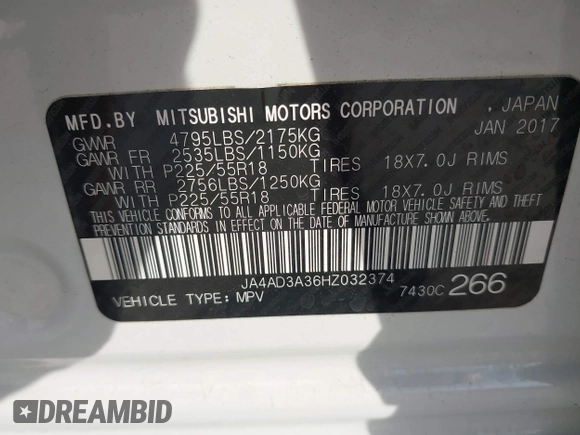 MFD.BY MITSUBISHI MOTORS CORPORATION . JAPAN
GVWR 4795LBS/2175KG JAN 2017
GAWR FR 2535LBS/1150KG
WITH P225/55R18 TIRES 18X7.0J RIMS
GAWR RR 2756LBS/1250KG
WITH P225/55R18 TIRES 18X7.0J RIMS
THIS VEHICLE CONFORMS TO ALL APPLICABLE FEDERAL MOTOR VEHICLE SAFETY AND THEFT
PREVENTION STANDARDS IN EFFECT ON THE DATE OF MANUFACTURE SHOWN ABOVE.
JA4AD3A36HZ032374
VEHICLE TYPE: MPV 7430C 266
DREAMBID